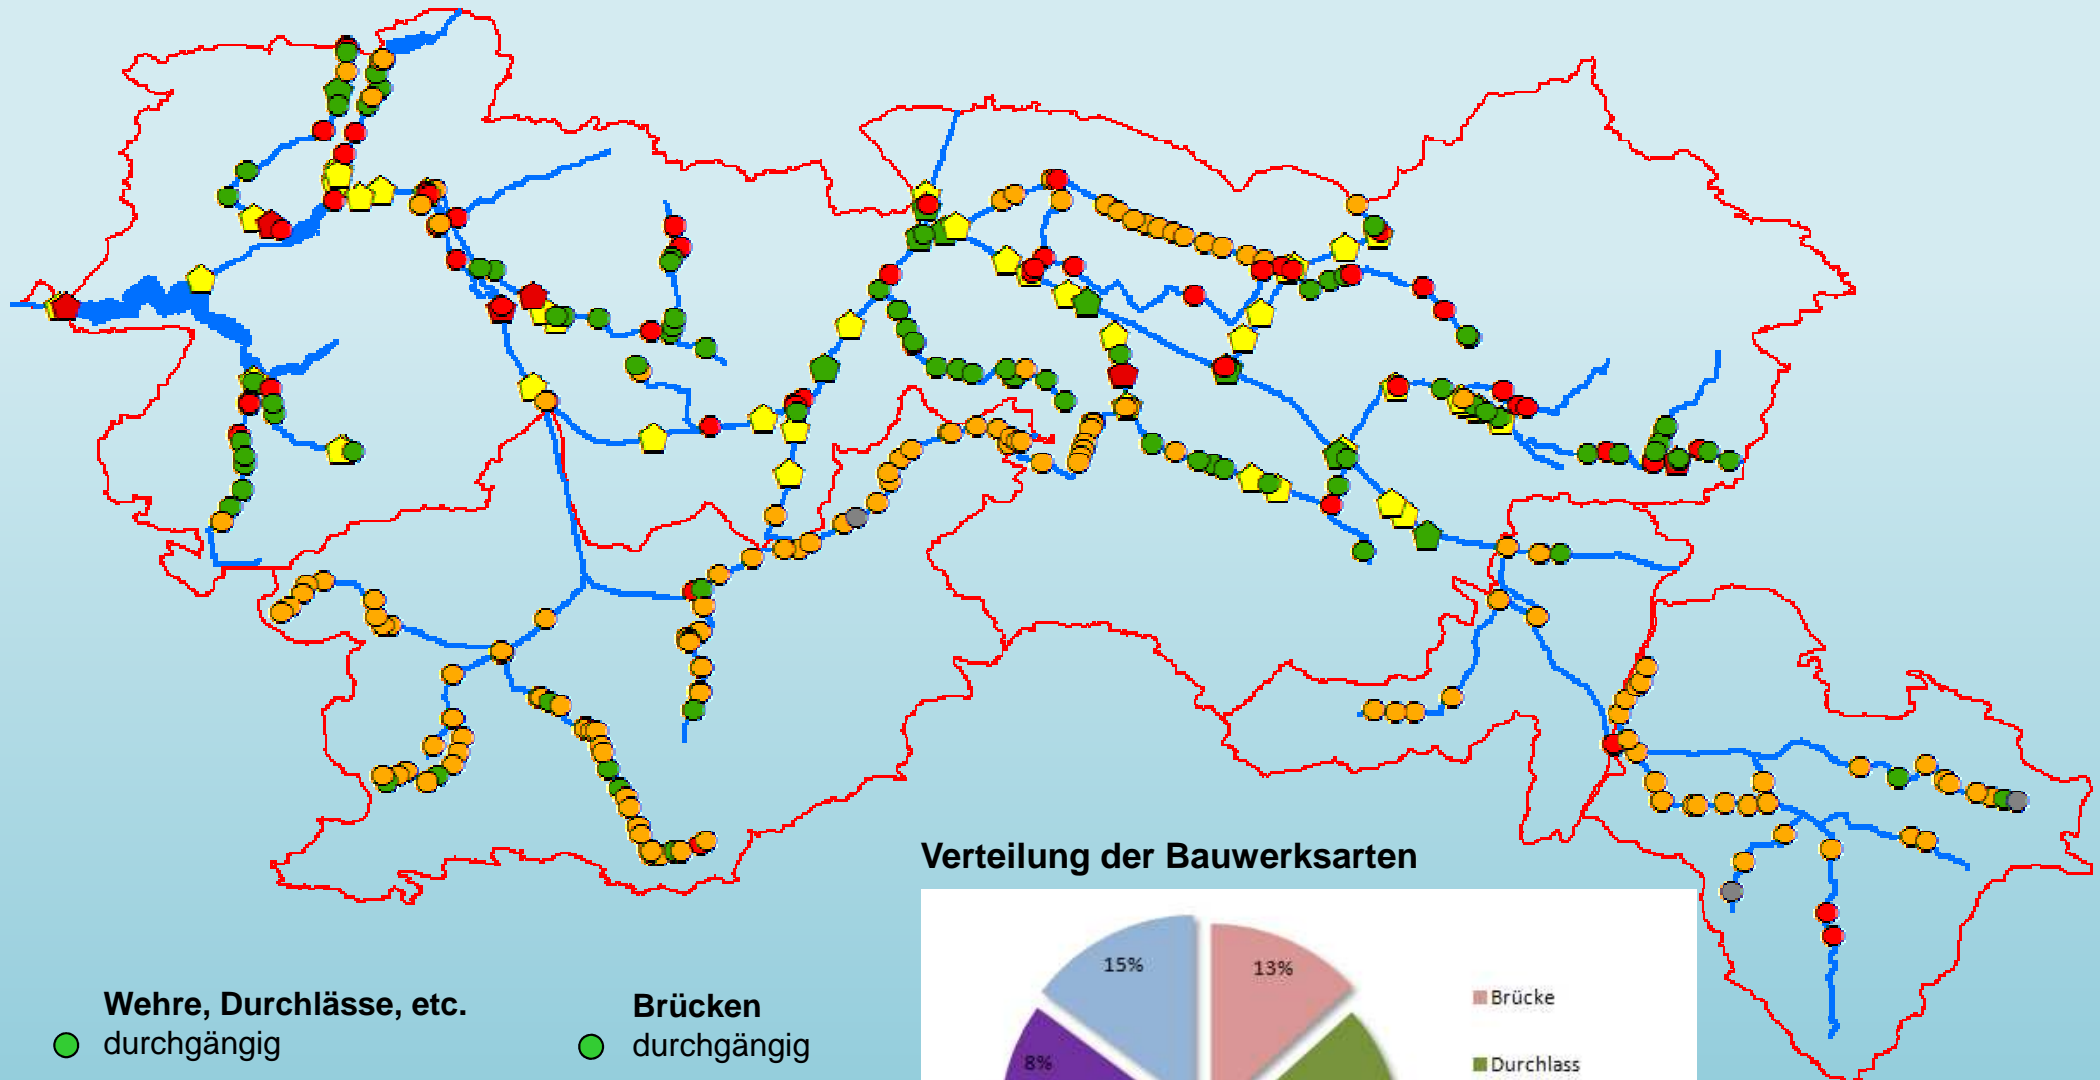 Verteilung der Bauwerksarten
15%
13%
8%
Brücke
Durchlass
Wehre, Durchlässe, etc.
durchgängig
Brücken
durchgängig